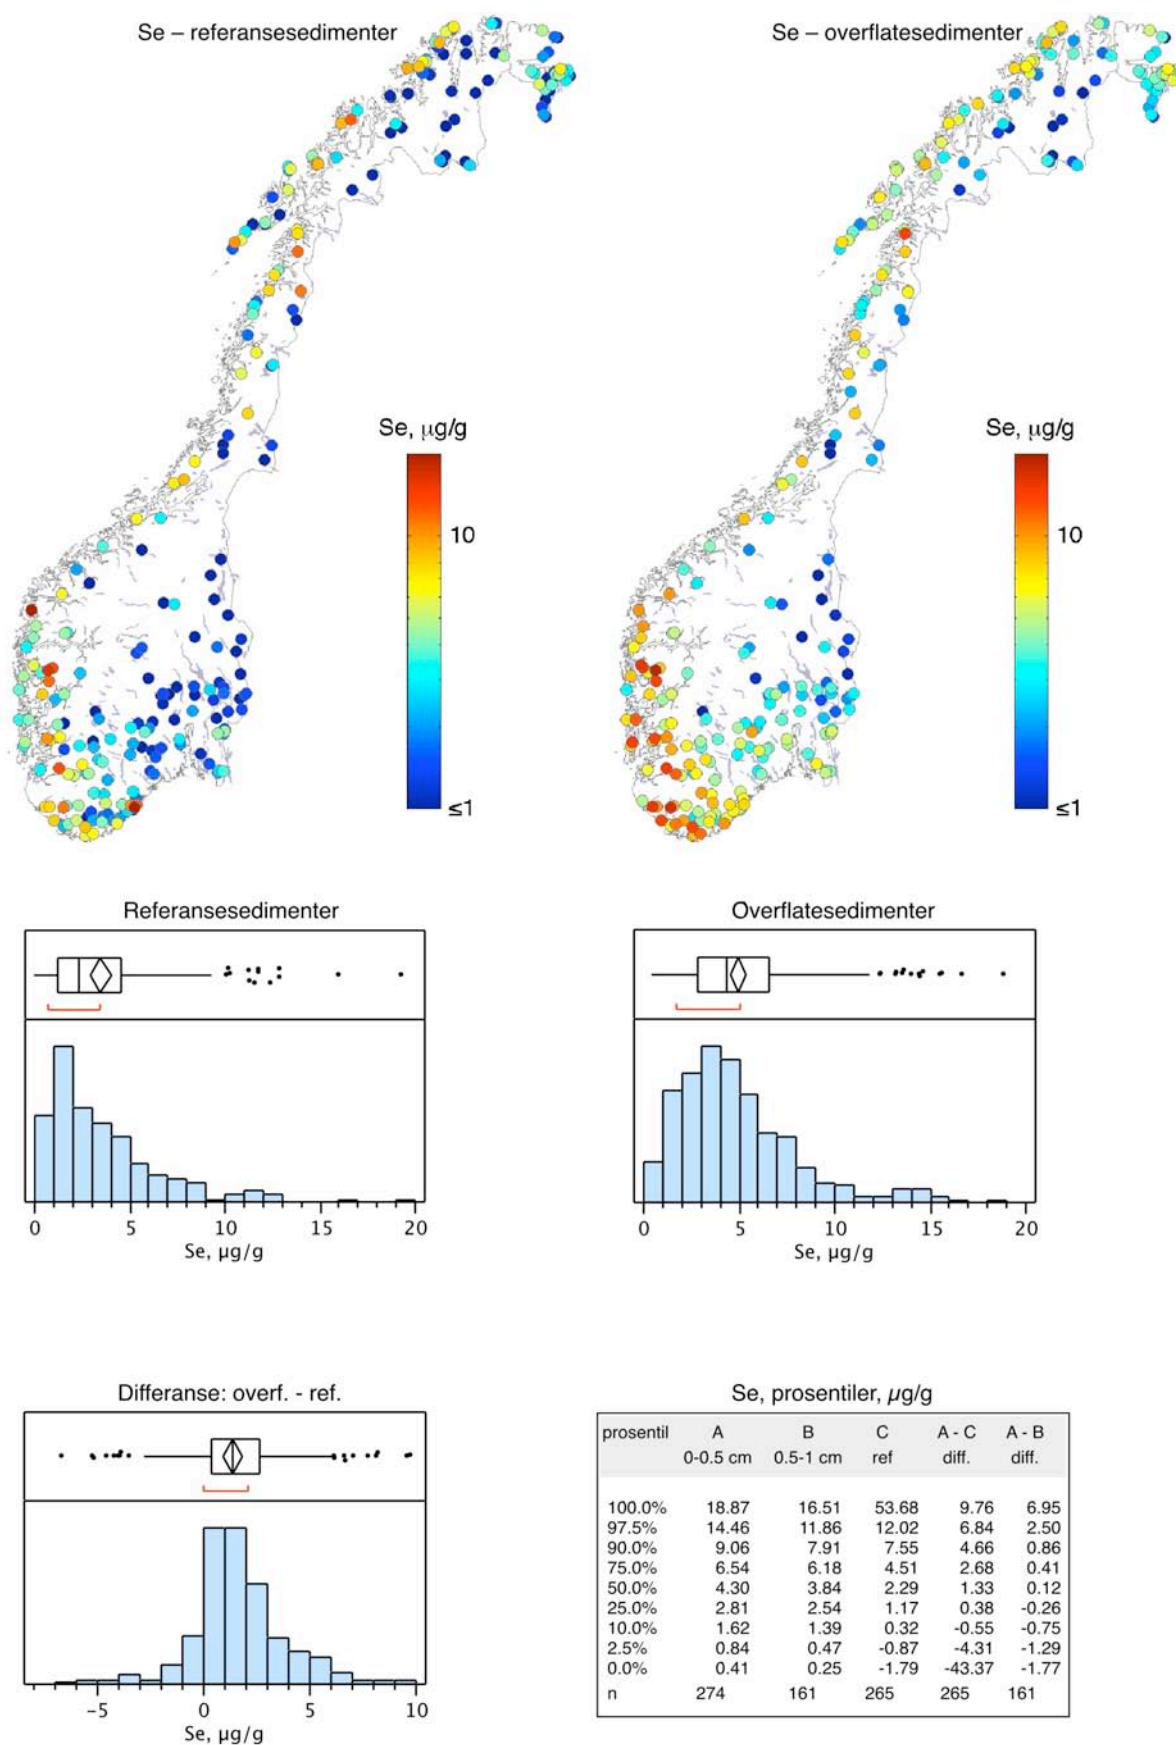 Se – referansesedimenter
Se – overflatesedimenter
Se, μg/g
10
≤1
Se, μg/g
10
≤1
Referansesedimenter
0 5 10 15 20
Se, μg/g
Overflatesedimenter
0 5 10 15 20
Se, μg/g
Differanse: overf. - ref.
−5 0 5 10
Se, μg/g
Se, prosentiler, μg/g
prosentil A B C A - C A - B
0-0.5 cm 0.5-1 cm ref diff. diff.
100.0% 18.87 16.51 53.68 9.76 6.95
97.5% 14.46 11.86 12.02 6.84 2.50
90.0% 9.06 7.91 7.55 4.66 0.86
75.0% 6.54 6.18 4.51 2.68 0.41
50.0% 4.30 3.84 2.29 1.33 0.12
25.0% 2.81 2.54 1.17 0.38 -0.26
10.0% 1.62 1.39 0.32 -0.55 -0.75
2.5% 0.84 0.47 -0.87 -4.31 -1.29
0.0% 0.41 0.25 -1.79 -43.37 -1.77
n 274 161 265 265 161